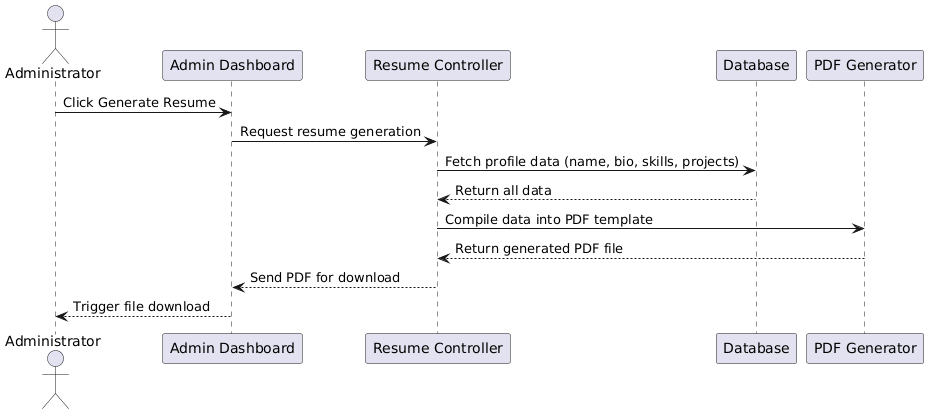 Administrator
Admin Dashboard
Resume Controller
Database
PDF Generator
Click Generate Resume
Request resume generation
Fetch profile data (name, bio, skills, projects)
Return all data
Compile data into PDF template
Return generated PDF file
Send PDF for download
Trigger file download
Administrator
Admin Dashboard
Resume Controller
Database
PDF Generator